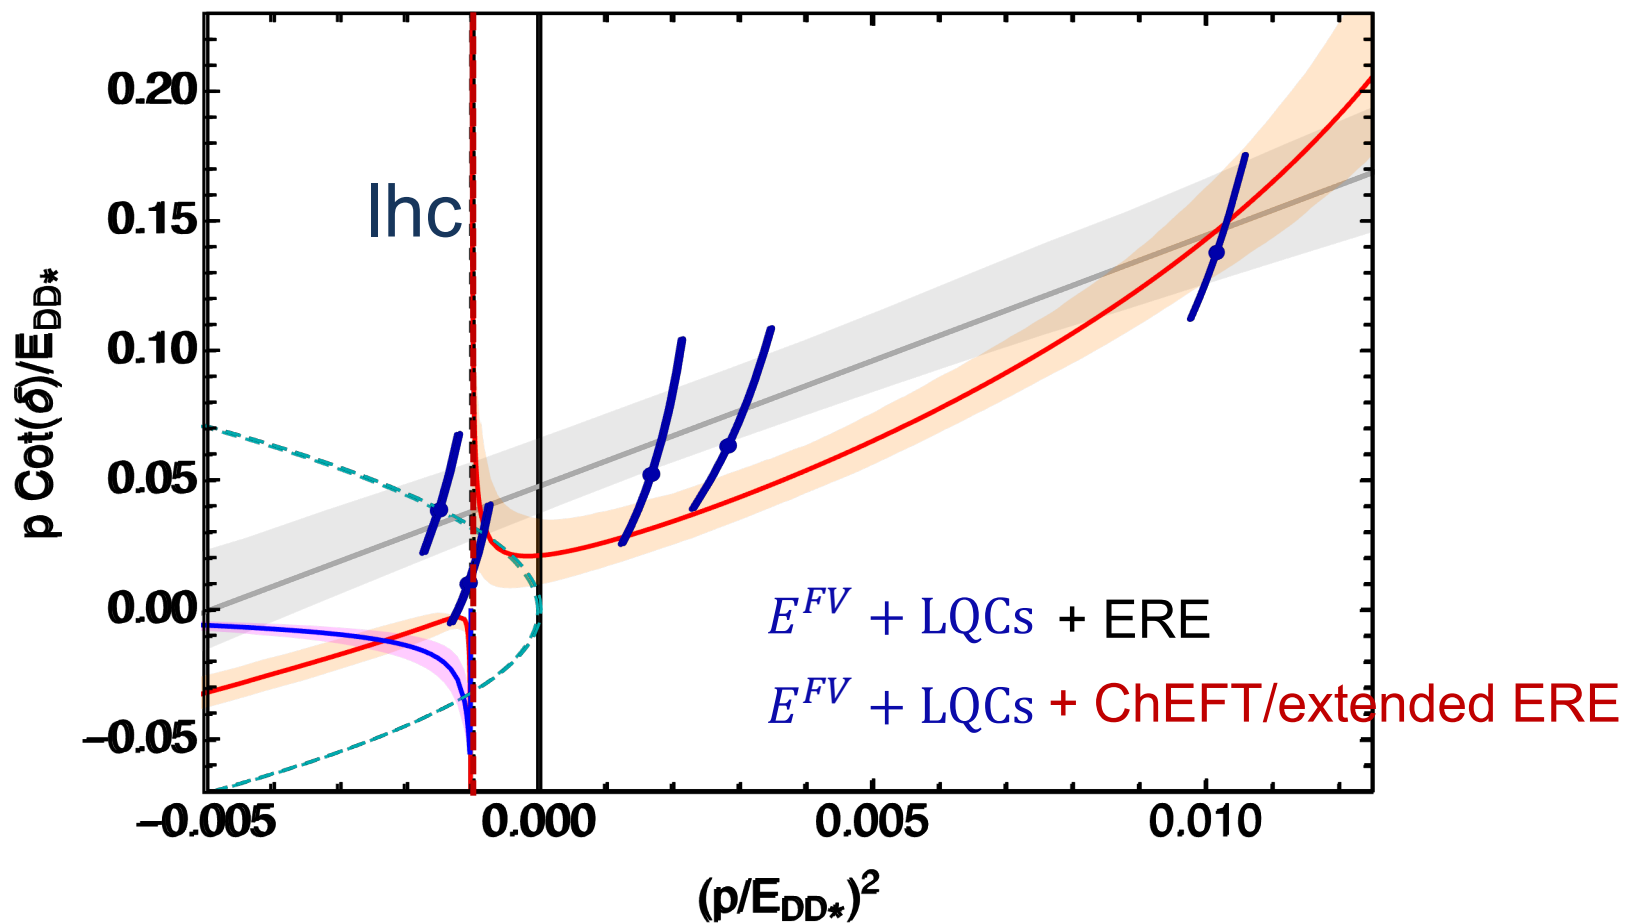 0.20
0.15
0.10
0.05
0.00
−0.05
p Cot(δ)/E_DD*
lhc
E^FV + LQCs + ERE
E^FV + LQCs + ChEFT/extended ERE
−0.005 0.000 0.005 0.010
(p/E_DD*)^2